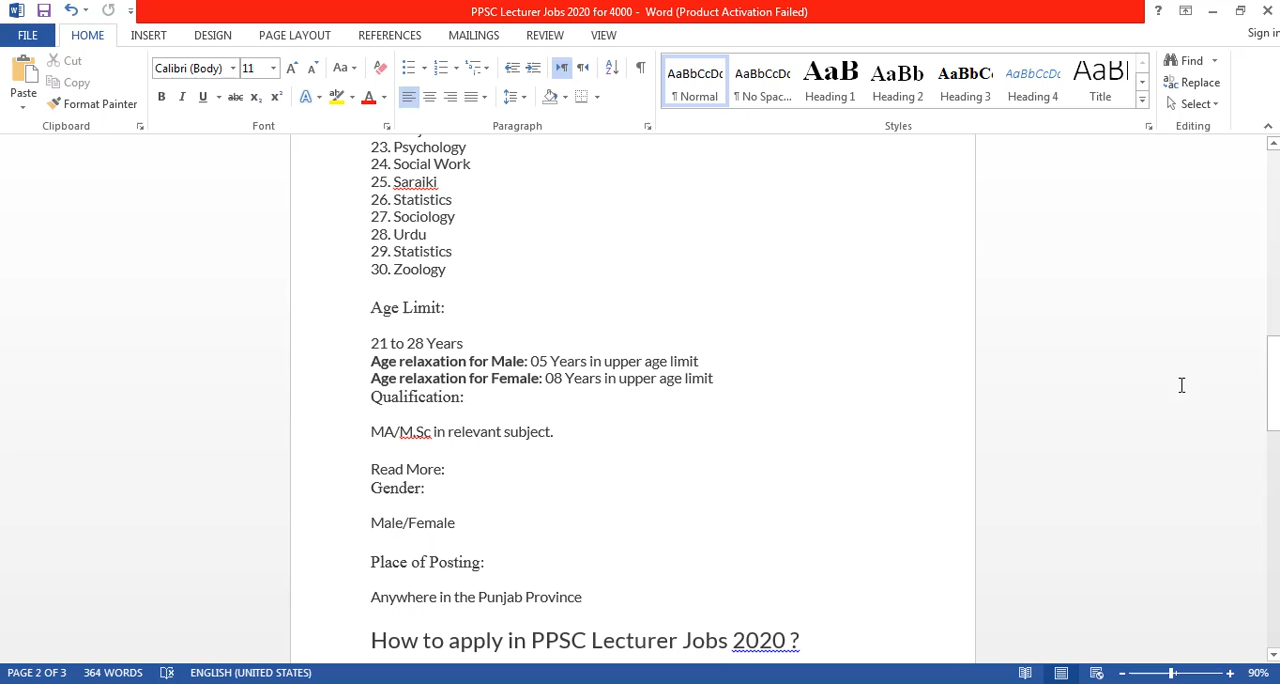 PPSC Lecturer Jobs 2020 for 4000 - Word (Product Activation Failed)
FILE HOME INSERT DESIGN PAGE LAYOUT REFERENCES MAILINGS REVIEW VIEW Sign in
Paste
Cut
Copy
Format Painter
Clipboard
Calibri (Body) 11
Font
Paragraph
AaBbCcDc AaBbCcDc AaB AaBb AaBbC AaBbCcDc AaBl
¶ Normal ¶ No Spac... Heading 1 Heading 2 Heading 3 Heading 4 Title
Styles
Find
Replace
Select
Editing
23. Psychology
24. Social Work
25. Saraiki
26. Statistics
27. Sociology
28. Urdu
29. Statistics
30. Zoology
Age Limit:
21 to 28 Years
Age relaxation for Male: 05 Years in upper age limit
Age relaxation for Female: 08 Years in upper age limit
Qualification:
MA/M.Sc in relevant subject.
Read More:
Gender:
Male/Female
Place of Posting:
Anywhere in the Punjab Province
How to apply in PPSC Lecturer Jobs 2020 ?
PAGE 2 OF 3 364 WORDS ENGLISH (UNITED STATES) 90%